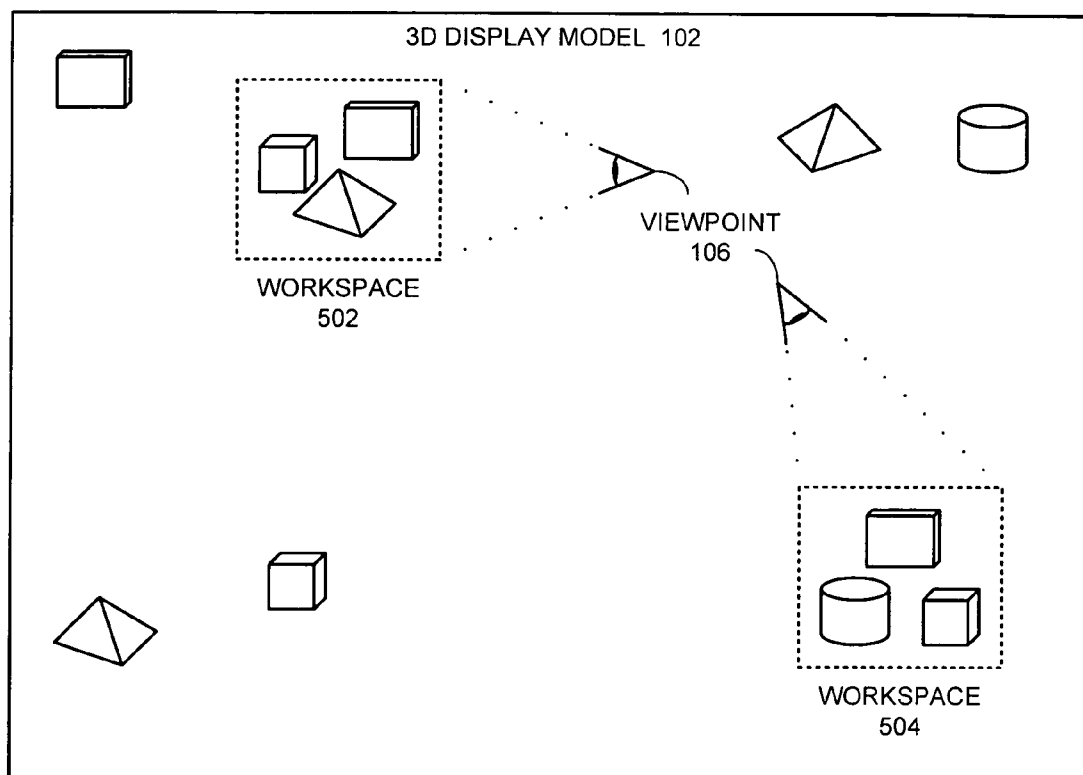 3D DISPLAY MODEL 102
VIEWPOINT
106
WORKSPACE
502
WORKSPACE
504